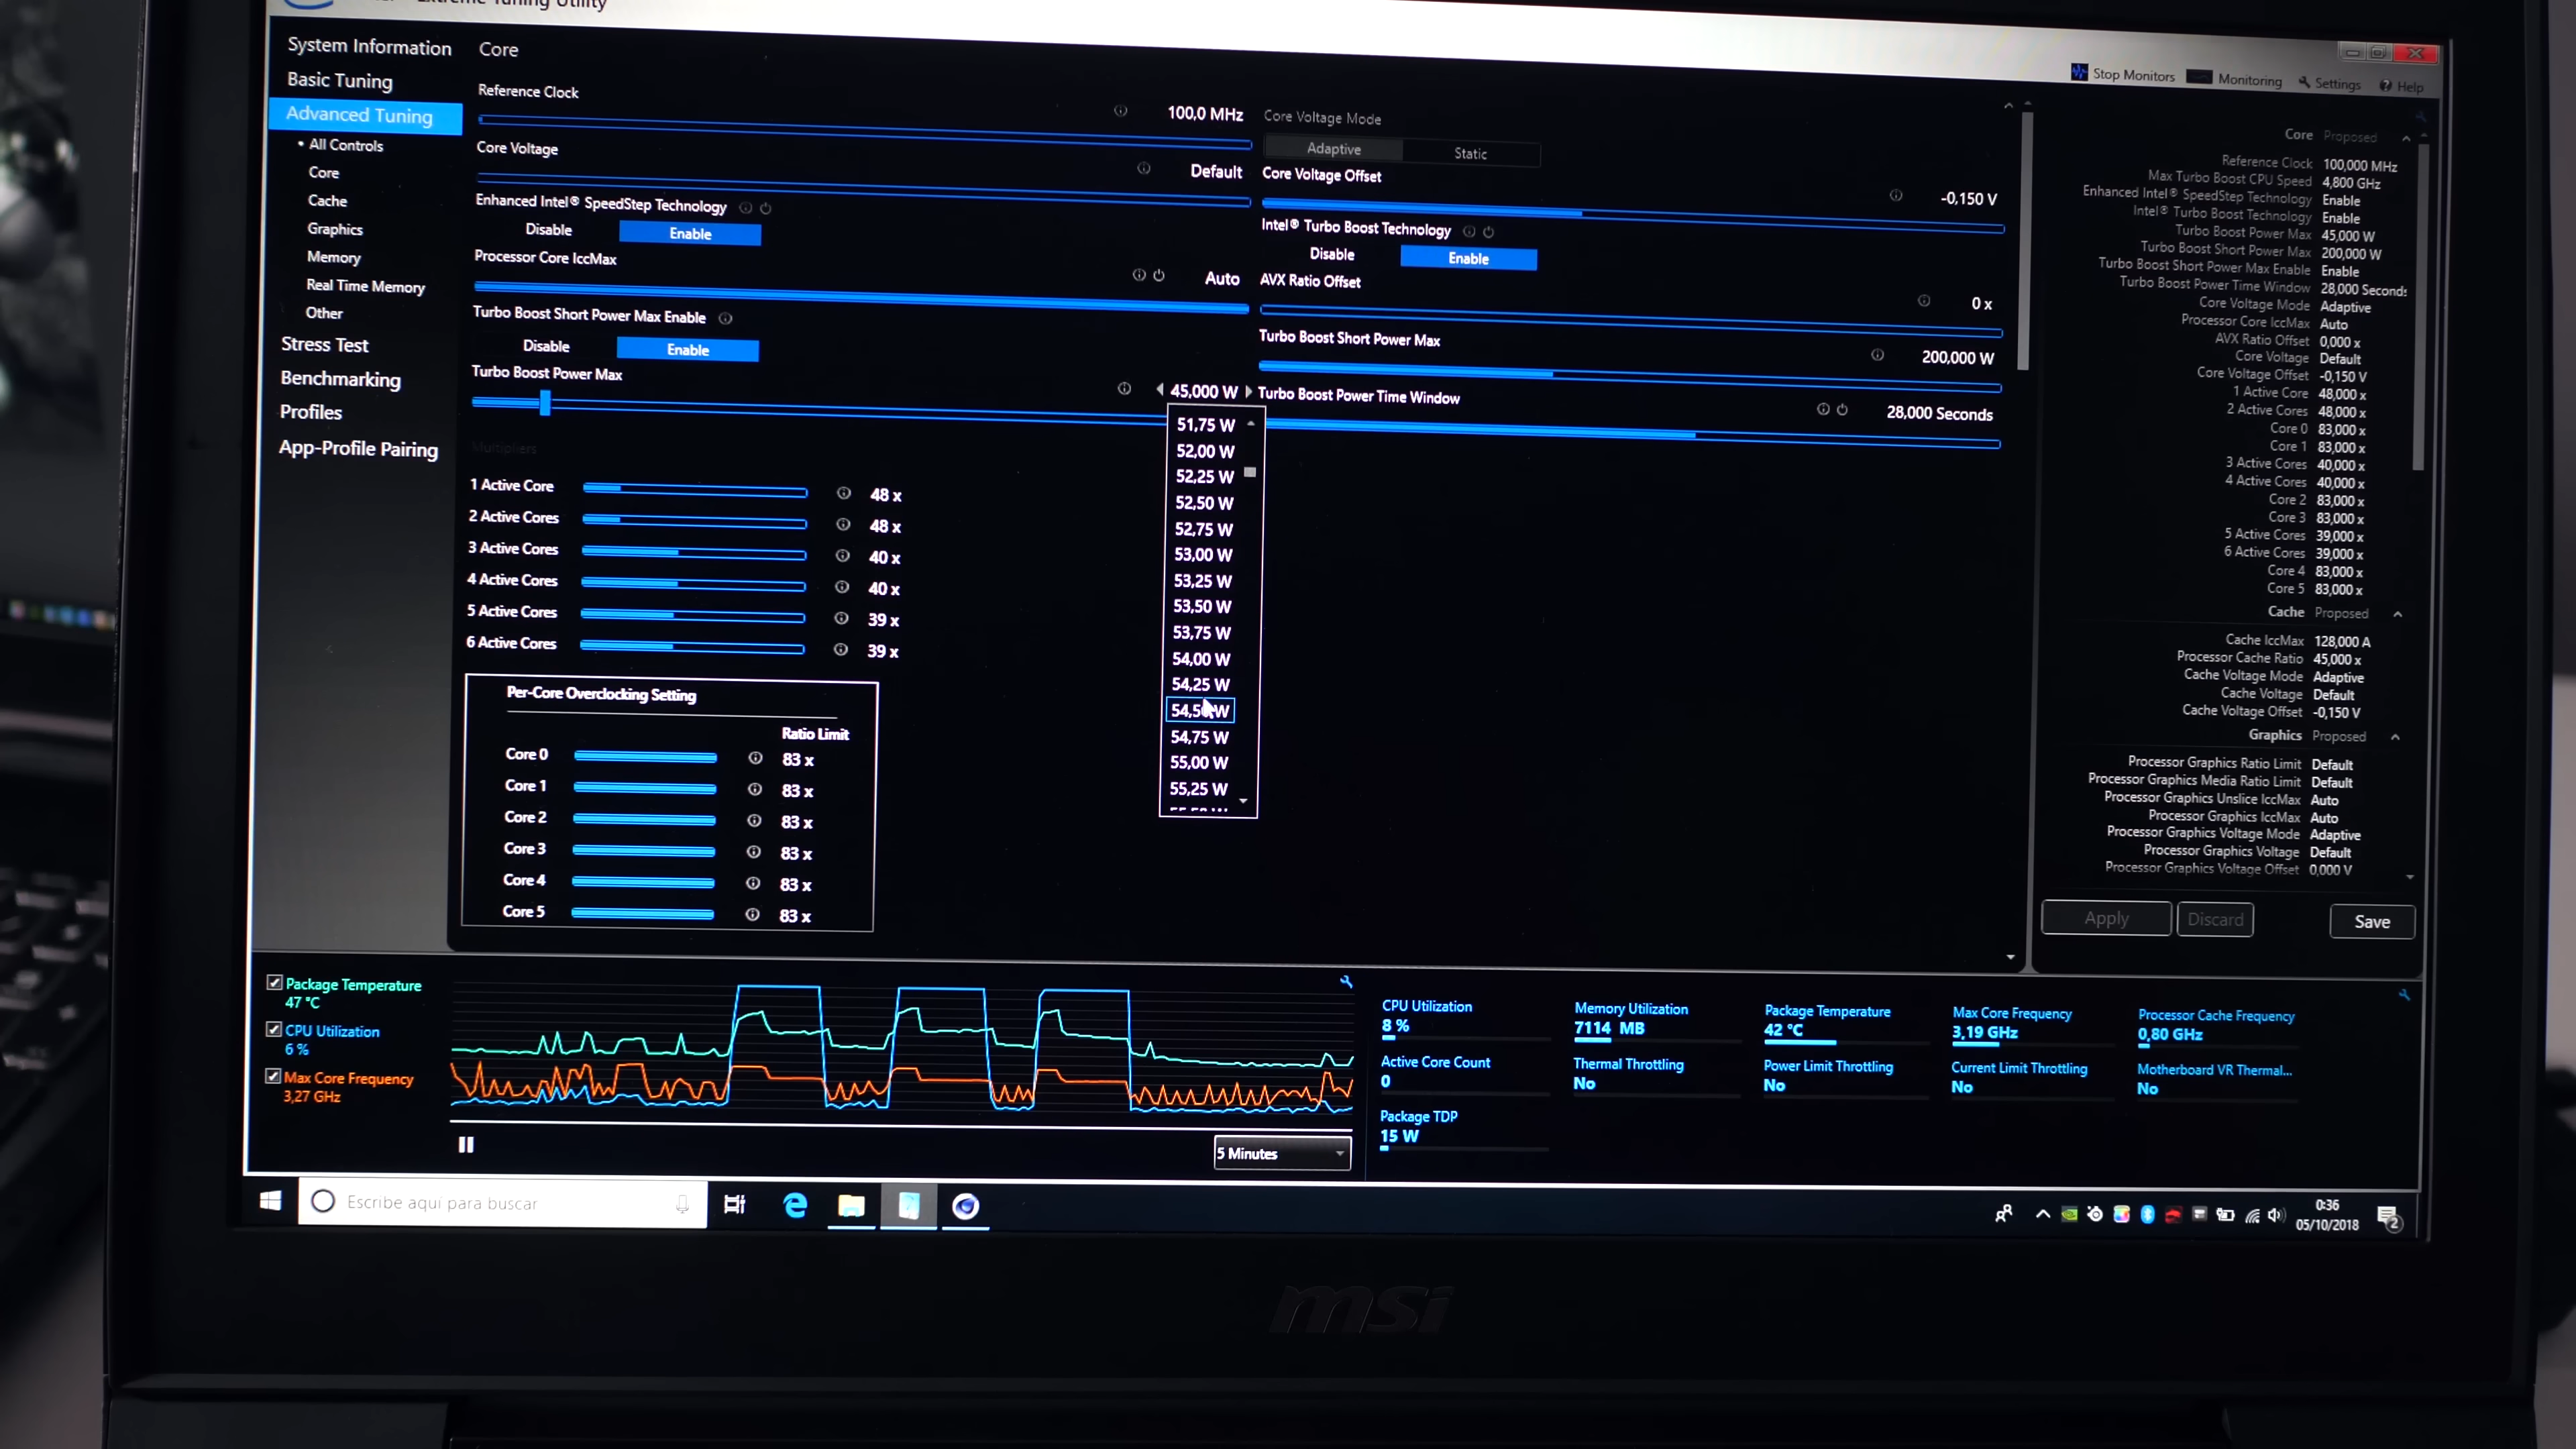 Extreme Tuning Utility
Stop Monitors Monitoring Settings Help
System Information
Basic Tuning
Advanced Tuning
• All Controls
Core
Cache
Graphics
Memory
Real Time Memory
Other
Stress Test
Benchmarking
Profiles
App-Profile Pairing
Core
Reference Clock
100,0 MHz
Core Voltage
Default
Enhanced Intel® SpeedStep Technology
Disable Enable
Processor Core IccMax
Auto
Turbo Boost Short Power Max Enable
Disable Enable
Turbo Boost Power Max
45,000 W
Core Voltage Mode
Adaptive Static
Core Voltage Offset
-0,150 V
Intel® Turbo Boost Technology
Disable Enable
AVX Ratio Offset
0 x
Turbo Boost Short Power Max
200,000 W
Turbo Boost Power Time Window
28,000 Seconds
51,75 W
52,00 W
52,25 W
52,50 W
52,75 W
53,00 W
53,25 W
53,50 W
53,75 W
54,00 W
54,25 W
54,50 W
54,75 W
55,00 W
55,25 W
Multipliers
1 Active Core 48 x
2 Active Cores 48 x
3 Active Cores 40 x
4 Active Cores 40 x
5 Active Cores 39 x
6 Active Cores 39 x
Per-Core Overclocking Setting
Ratio Limit
Core 0 83 x
Core 1 83 x
Core 2 83 x
Core 3 83 x
Core 4 83 x
Core 5 83 x
Core Proposed
Reference Clock 100,000 MHz
Max Turbo Boost CPU Speed 4,800 GHz
Enhanced Intel® SpeedStep Technology Enable
Intel® Turbo Boost Technology Enable
Turbo Boost Power Max 45,000 W
Turbo Boost Short Power Max 200,000 W
Turbo Boost Short Power Max Enable Enable
Turbo Boost Power Time Window 28,000 Seconds
Core Voltage Mode Adaptive
Processor Core IccMax Auto
AVX Ratio Offset 0,000 x
Core Voltage Default
Core Voltage Offset -0,150 V
1 Active Core 48,000 x
2 Active Cores 48,000 x
Core 0 83,000 x
Core 1 83,000 x
3 Active Cores 40,000 x
4 Active Cores 40,000 x
Core 2 83,000 x
Core 3 83,000 x
5 Active Cores 39,000 x
6 Active Cores 39,000 x
Core 4 83,000 x
Core 5 83,000 x
Cache Proposed
Cache IccMax 128,000 A
Processor Cache Ratio 45,000 x
Cache Voltage Mode Adaptive
Cache Voltage Default
Cache Voltage Offset -0,150 V
Graphics Proposed
Processor Graphics Ratio Limit Default
Processor Graphics Media Ratio Limit Default
Processor Graphics Unslice IccMax Auto
Processor Graphics IccMax Auto
Processor Graphics Voltage Mode Adaptive
Processor Graphics Voltage Default
Processor Graphics Voltage Offset 0,000 V
Apply Discard Save
Package Temperature
47 °C
CPU Utilization
6 %
Max Core Frequency
3,27 GHz
5 Minutes
CPU Utilization
8 %
Memory Utilization
7114 MB
Package Temperature
42 °C
Max Core Frequency
3,19 GHz
Processor Cache Frequency
0,80 GHz
Active Core Count
0
Thermal Throttling
No
Power Limit Throttling
No
Current Limit Throttling
No
Motherboard VR Thermal...
No
Package TDP
15 W
Escribe aquí para buscar
0:36
05/10/2018
2
msi